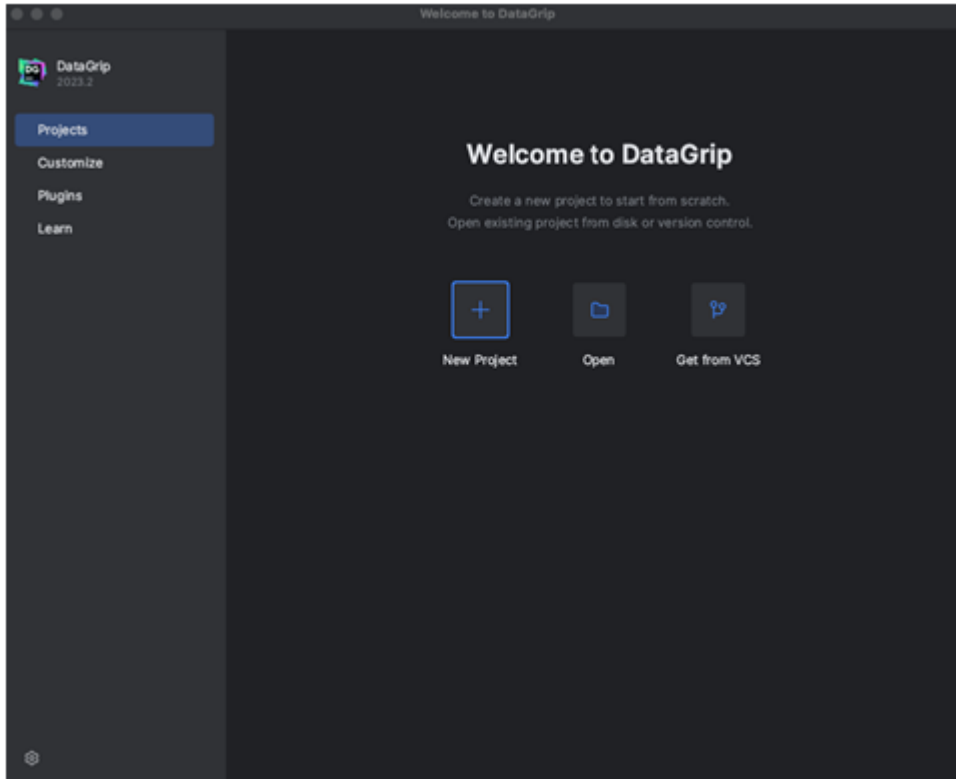 Welcome to DataGrip
DG
DataGrip
2023.2
Projects
Customize
Plugins
Learn
Welcome to DataGrip
Create a new project to start from scratch.
Open existing project from disk or version control.
New Project
Open
Get from VCS